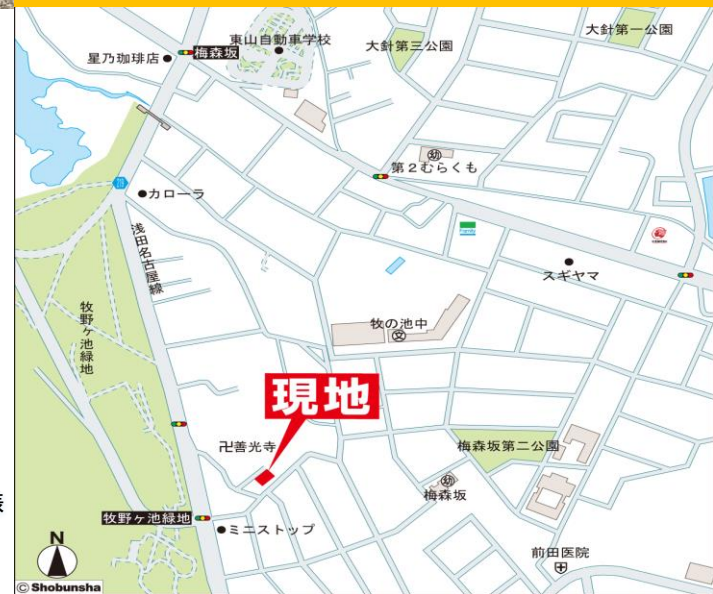 東山自動車学校
大針第三公園
大針第一公園
星乃珈琲店
梅森坂
第2むらくも
幼
カローラ
浅田名古屋線
スギヤマ
牧野ヶ池緑地
牧の池中
文
現地
卍善光寺
梅森坂第二公園
幼
梅森坂
牧野ヶ池緑地
ミニストップ
前田医院
N
© Shobunsha